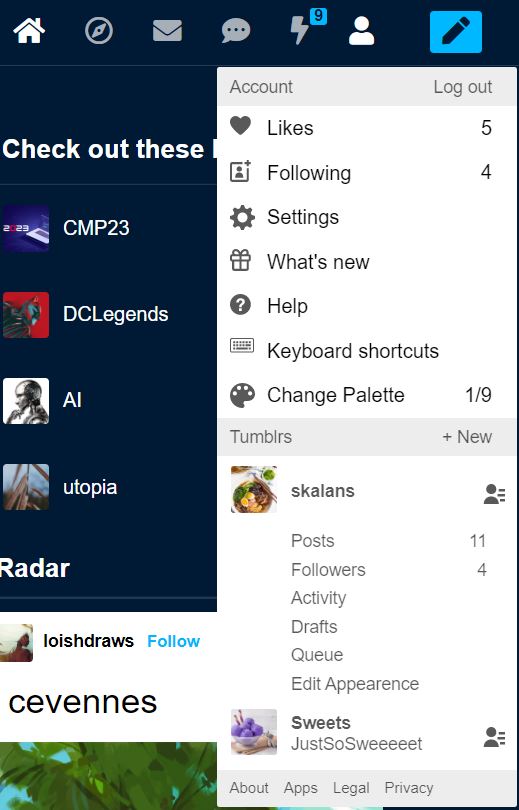 9
Account Log out
Check out these
Likes 5
Following 4
CMP23
Settings
What's new
Help
DCLegends
Keyboard shortcuts
AI
Change Palette 1/9
Tumblrs + New
utopia
skalans
Posts 11
Followers 4
Radar
Activity
Drafts
loishdraws Follow
Queue
Edit Appearence
cevennes
Sweets
JustSoSweeeeet
About Apps Legal Privacy